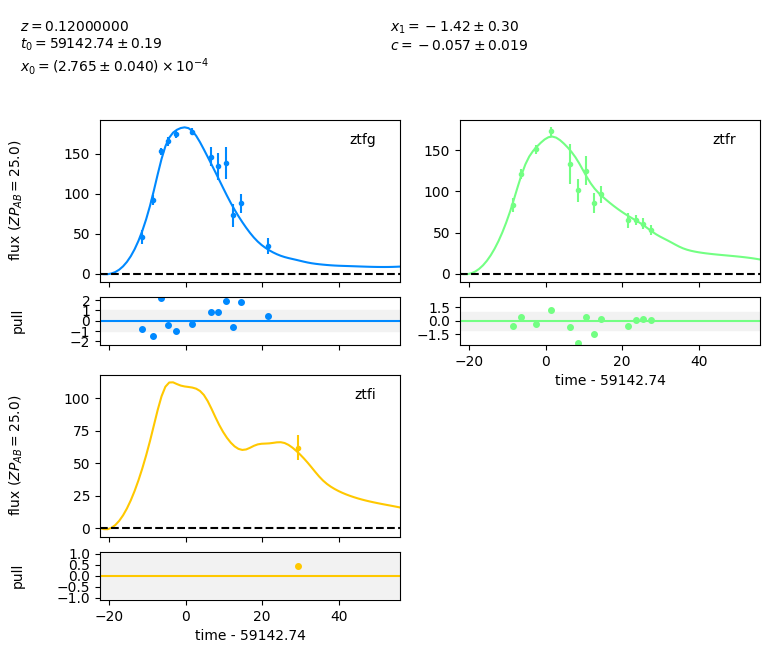 z = 0.12000000
t₀ = 59142.74 ± 0.19
x₀ = (2.765 ± 0.040) × 10⁻⁴
x₁ = −1.42 ± 0.30
c = −0.057 ± 0.019
flux (ZP_AB = 25.0)
150
100
50
0
ztfg
150
100
50
0
ztfr
pull
2
1
0
−1
−2
1.5
0.0
−1.5
−20
0
20
40
time - 59142.74
flux (ZP_AB = 25.0)
100
75
50
25
0
ztfi
pull
1.0
0.5
0.0
−0.5
−1.0
−20
0
20
40
time - 59142.74